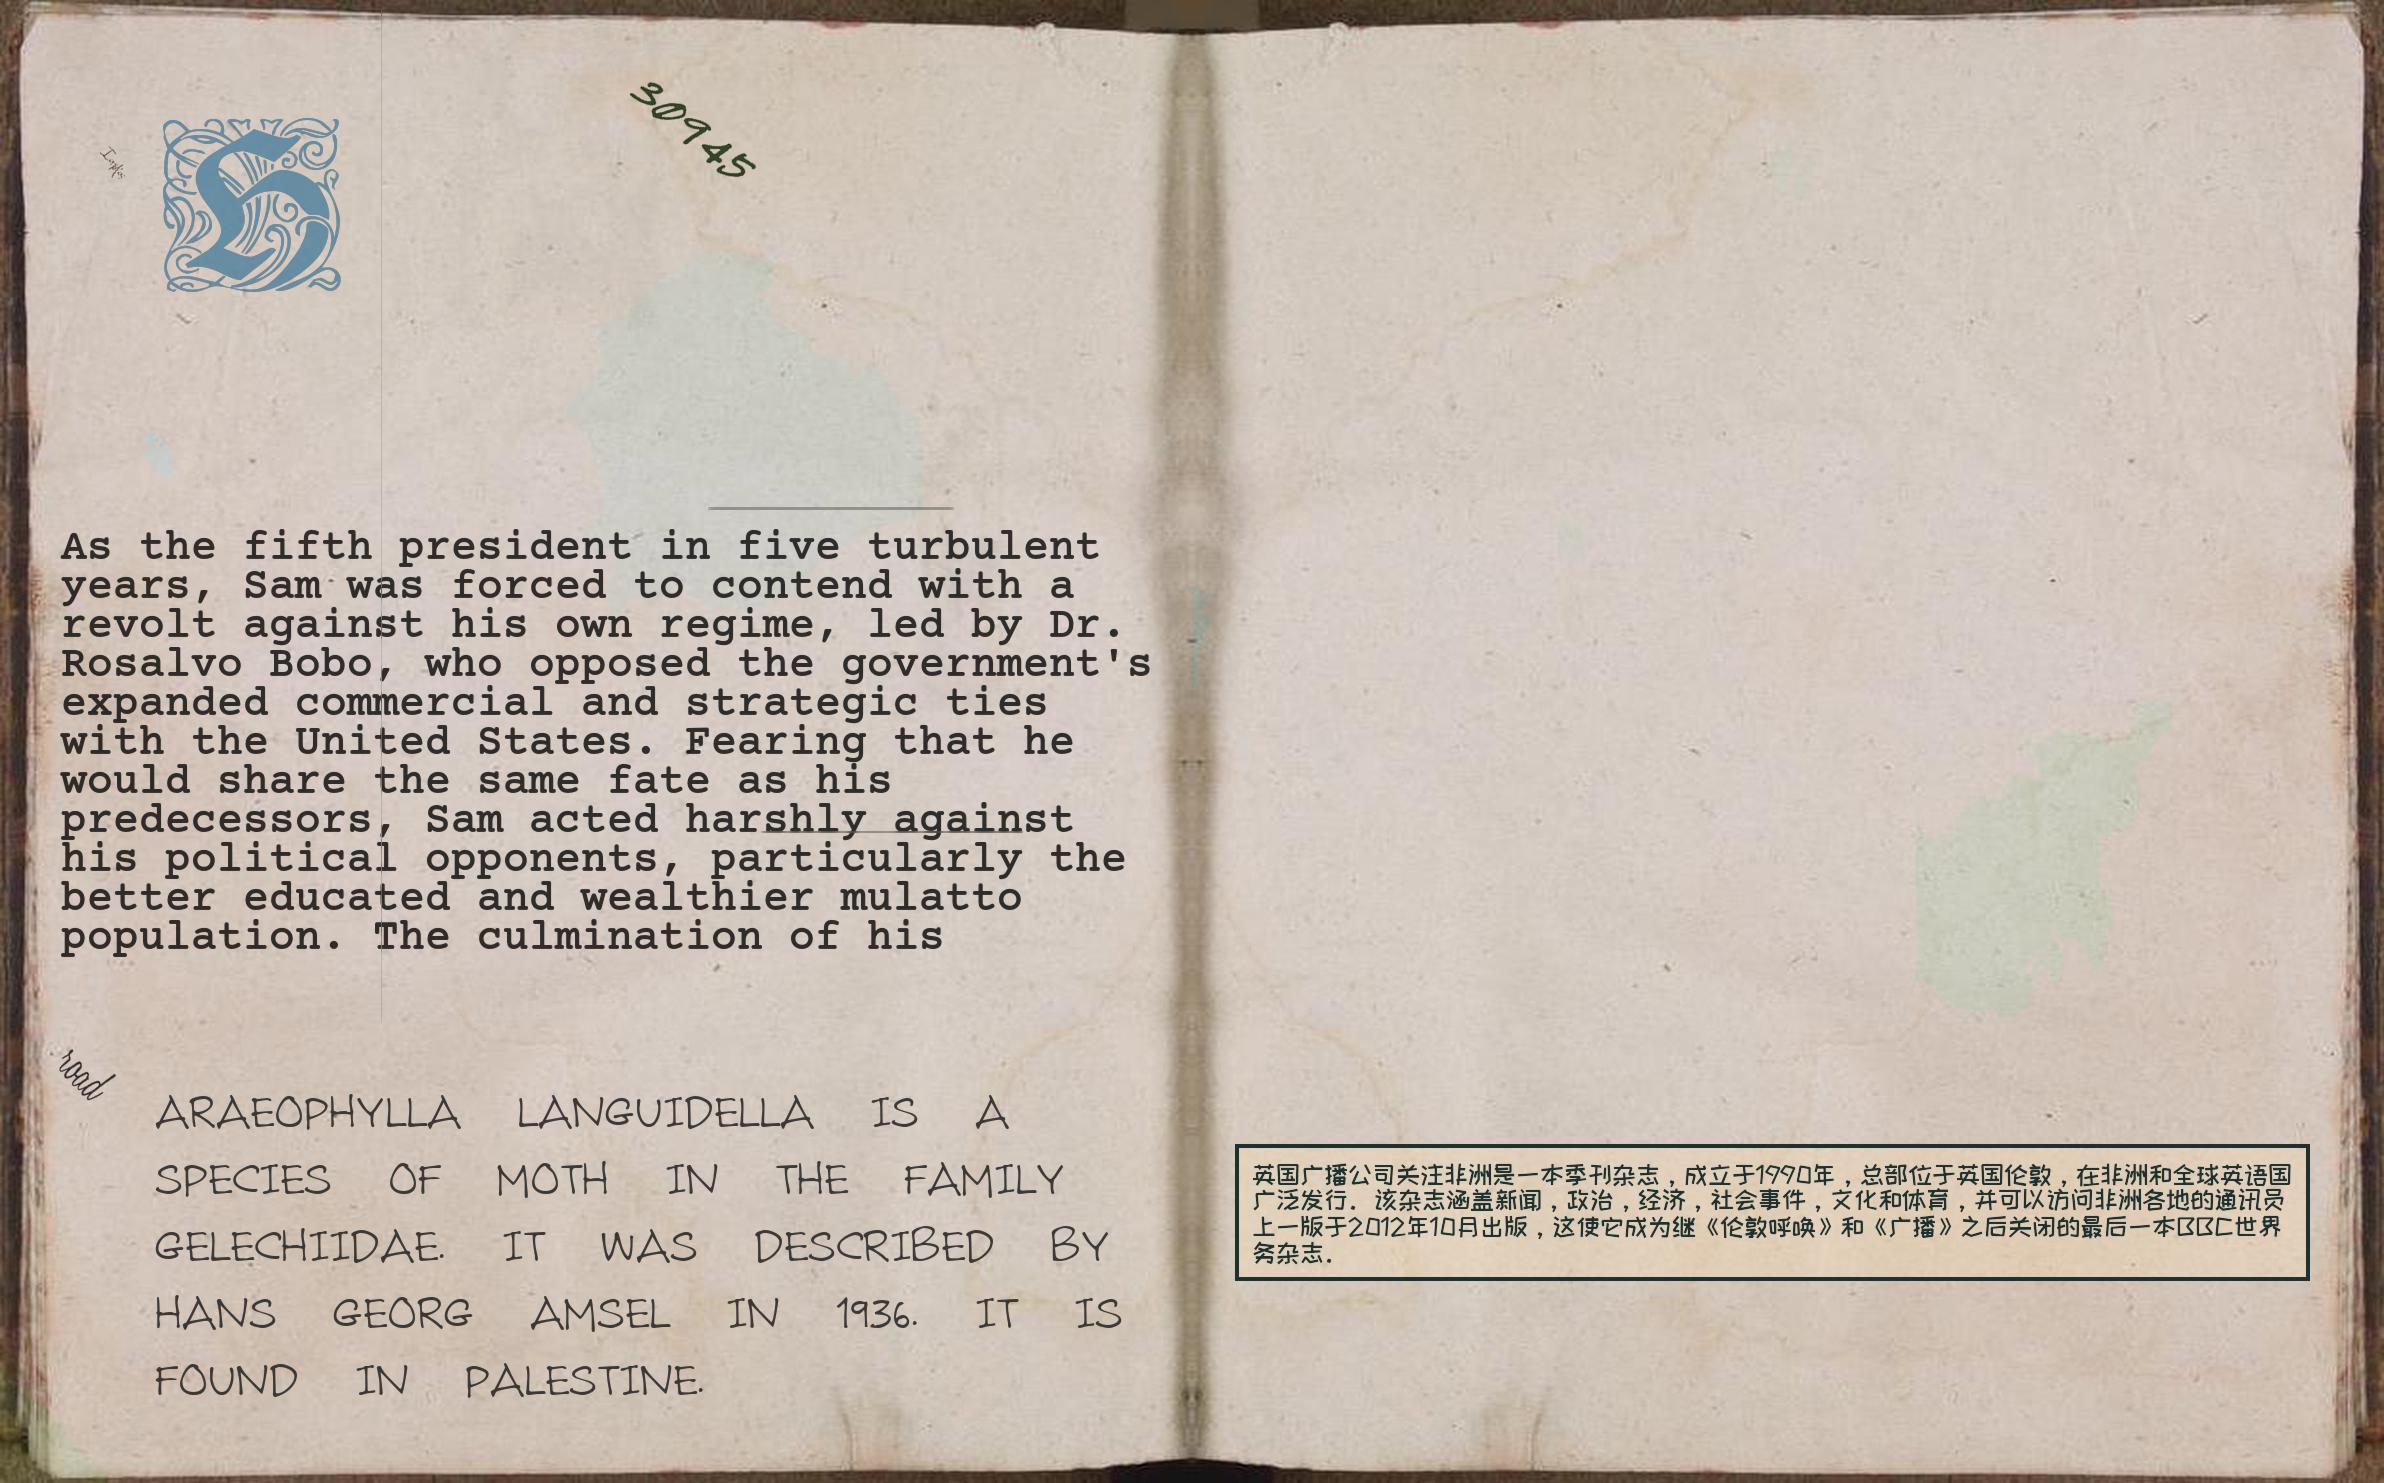 30945
S
As the fifth president in five turbulent
years, Sam was forced to contend with a
revolt against his own regime, led by Dr.
Rosalvo Bobo, who opposed the government's
expanded commercial and strategic ties
with the United States. Fearing that he
would share the same fate as his
predecessors, Sam acted harshly against
his political opponents, particularly the
better educated and wealthier mulatto
population. The culmination of his
road
ARAEOPHYLLA LANGUIDELLA IS A
SPECIES OF MOTH IN THE FAMILY
GELECHIIDAE. IT WAS DESCRIBED BY
HANS GEORG AMSEL IN 1936. IT IS
FOUND IN PALESTINE.
英国广播公司关注非洲是一本季刊杂志，成立于1990年，总部位于英国伦敦，在非洲和全球英语国
广泛发行. 该杂志涵盖新闻，政治，经济，社会事件，文化和体育，并可以访问非洲各地的通讯员
上一版于2012年10月出版，这使它成为继《伦敦呼唤》和《广播》之后关闭的最后一本BBC世界
务杂志.